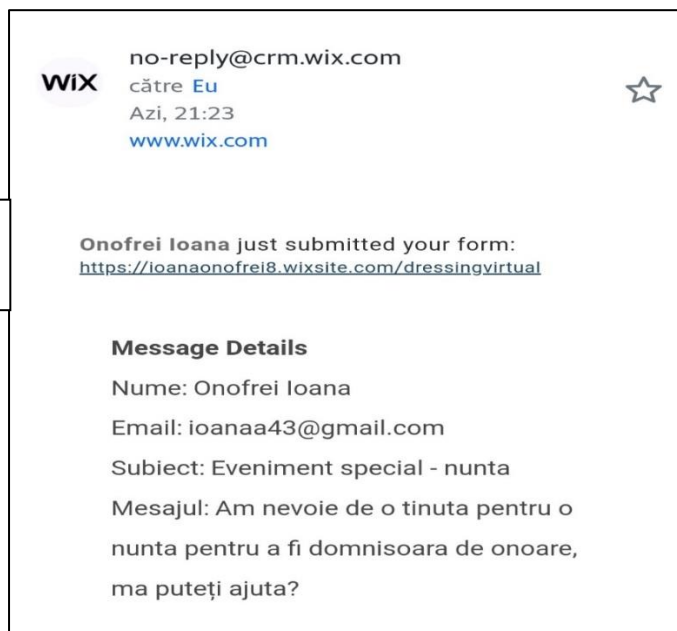 no-reply@crm.wix.com
WiX
către Eu
Azi, 21:23
www.wix.com
Onofrei Ioana just submitted your form:
https://ioanaonofrei8.wixsite.com/dressingvirtual
Message Details
Nume: Onofrei Ioana
Email: ioanaa43@gmail.com
Subiect: Eveniment special - nunta
Mesajul: Am nevoie de o tinuta pentru o
nunta pentru a fi domnisoara de onoare,
ma puteți ajuta?